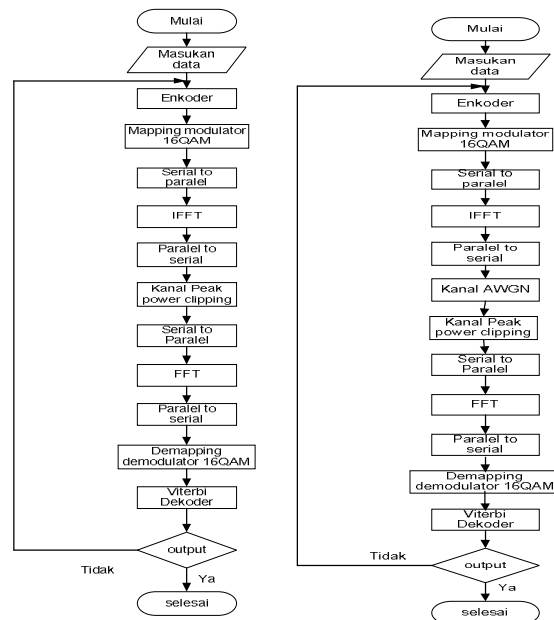 Mulai
Masukan
data
Enkoder
Mapping modulator
16QAM
Serial to
paralel
IFFT
Paralel to
serial
Kanal Peak
power clipping
Serial to
Paralel
FFT
Paralel to
serial
Demapping
demodulator 16QAM
Viterbi
Dekoder
output
Tidak
Ya
selesai
Mulai
Masukan
data
Enkoder
Mapping modulator
16QAM
Serial to
paralel
IFFT
Paralel to
serial
Kanal AWGN
Kanal Peak
power clipping
Serial to
Paralel
FFT
Paralel to
serial
Demapping
demodulator 16QAM
Viterbi
Dekoder
Tidak
output
Ya
selesai